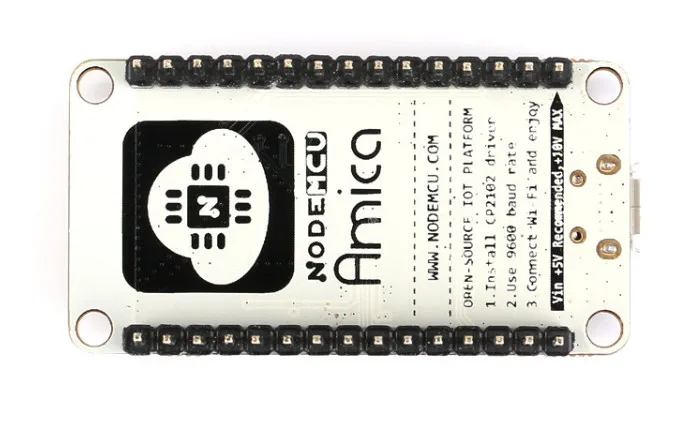 NODEMCU
Amica
WWW.NODEMCU.COM
OPEN-SOURCE IOT PLATFORM
1.Install CP2102 driver
2.Use 9600 baud rate
3.Connect Wi-Fi and enjoy
Vin +5V Recommended +10V MAX